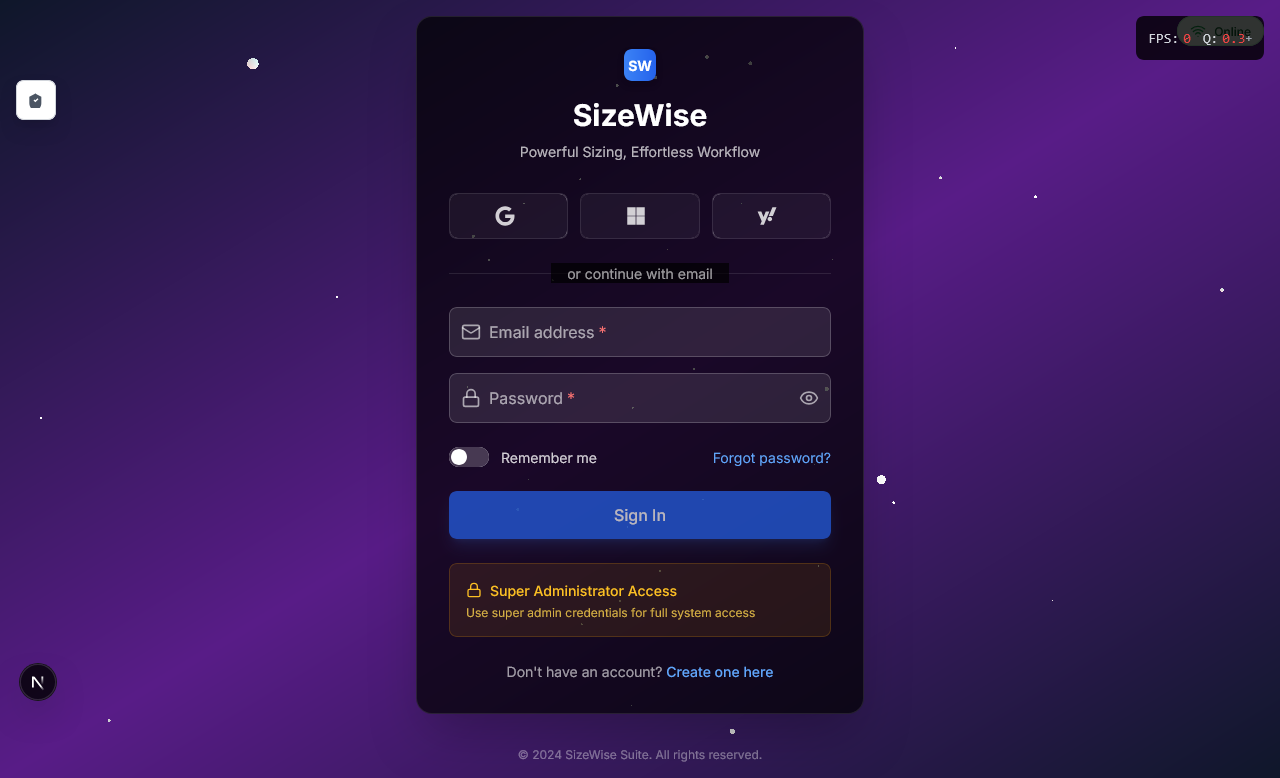 FPS: 0 Q: 0.3+
Online
SW
SizeWise
Powerful Sizing, Effortless Workflow
or continue with email
Email address *
Password *
Remember me
Forgot password?
Sign In
Super Administrator Access
Use super admin credentials for full system access
Don't have an account? Create one here
N
© 2024 SizeWise Suite. All rights reserved.